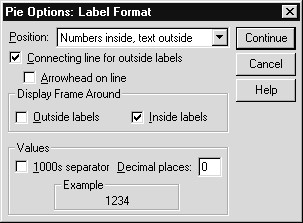 Pie Options: Label Format
Position: Numbers inside, text outside
Continue
Connecting line for outside labels
Cancel
Arrowhead on line
Help
Display Frame Around
Outside labels Inside labels
Values
1000s separator Decimal places: 0
Example
1234